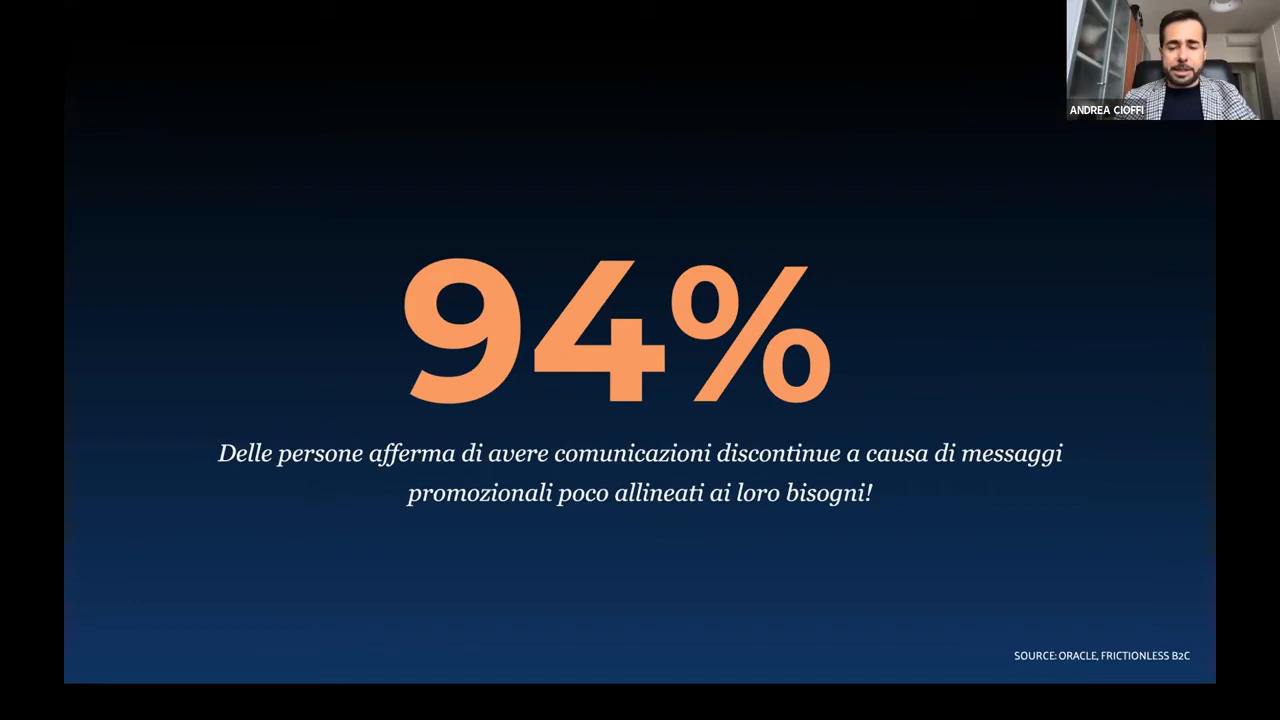 ANDREA CIOFFI
94%
Delle persone afferma di avere comunicazioni discontinue a causa di messaggi
promozionali poco allineati ai loro bisogni!
SOURCE: ORACLE, FRICTIONLESS B2C